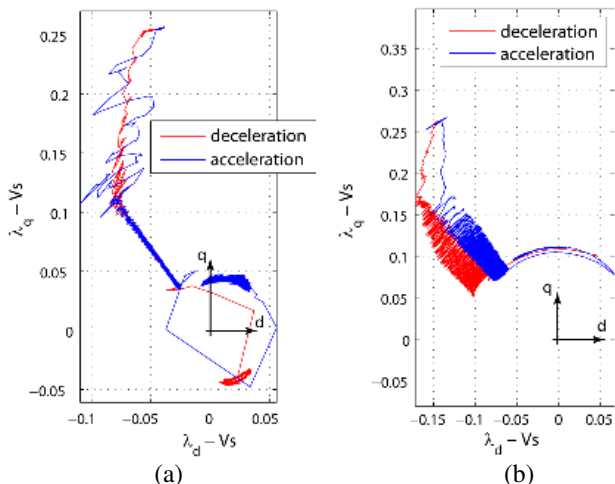 0.25
0.2
0.15
0.1
0.05
0
−0.05
λq – Vs
deceleration
acceleration
q
d
−0.1
−0.05
0
0.05
λd – Vs
(a)
0.35
0.3
0.25
0.2
0.15
0.1
0.05
0
−0.05
λq – Vs
deceleration
acceleration
q
d
−0.15
−0.1
−0.05
0
0.05
λd – Vs
(b)